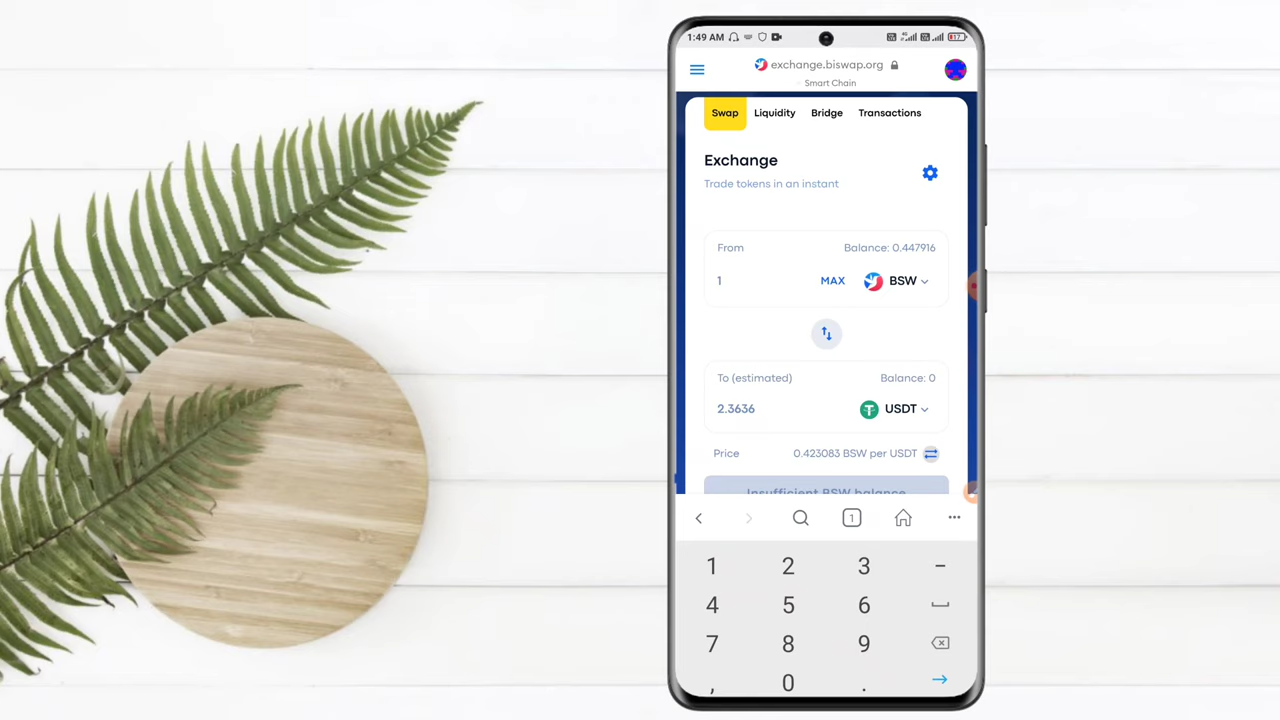 1:49 AM
17
exchange.biswap.org
Smart Chain
Swap Liquidity Bridge Transactions
Exchange
Trade tokens in an instant
From Balance: 0.447916
1 MAX BSW
To (estimated) Balance: 0
2.3636 USDT
Price 0.423083 BSW per USDT
Insufficient BSW balance
1
1 2 3 -
4 5 6
7 8 9
, 0 .